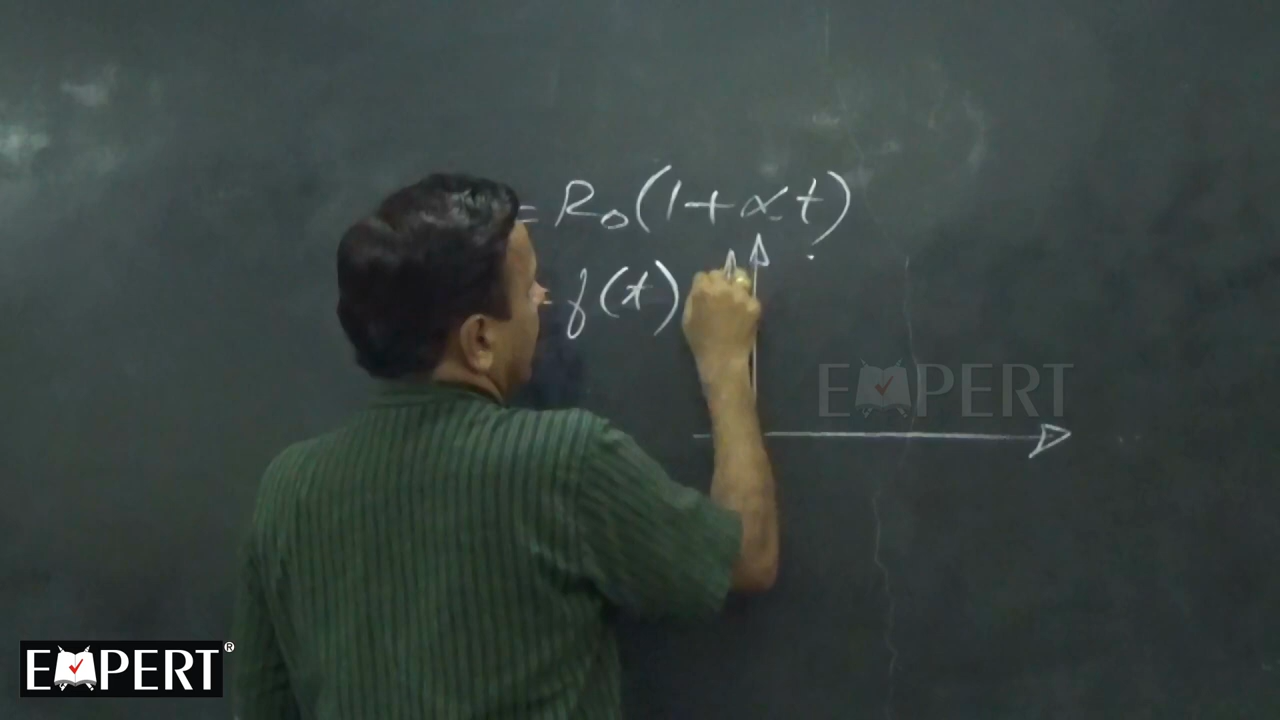 = R₀(1+αt)
= f(t)
EXPERT
EXPERT®